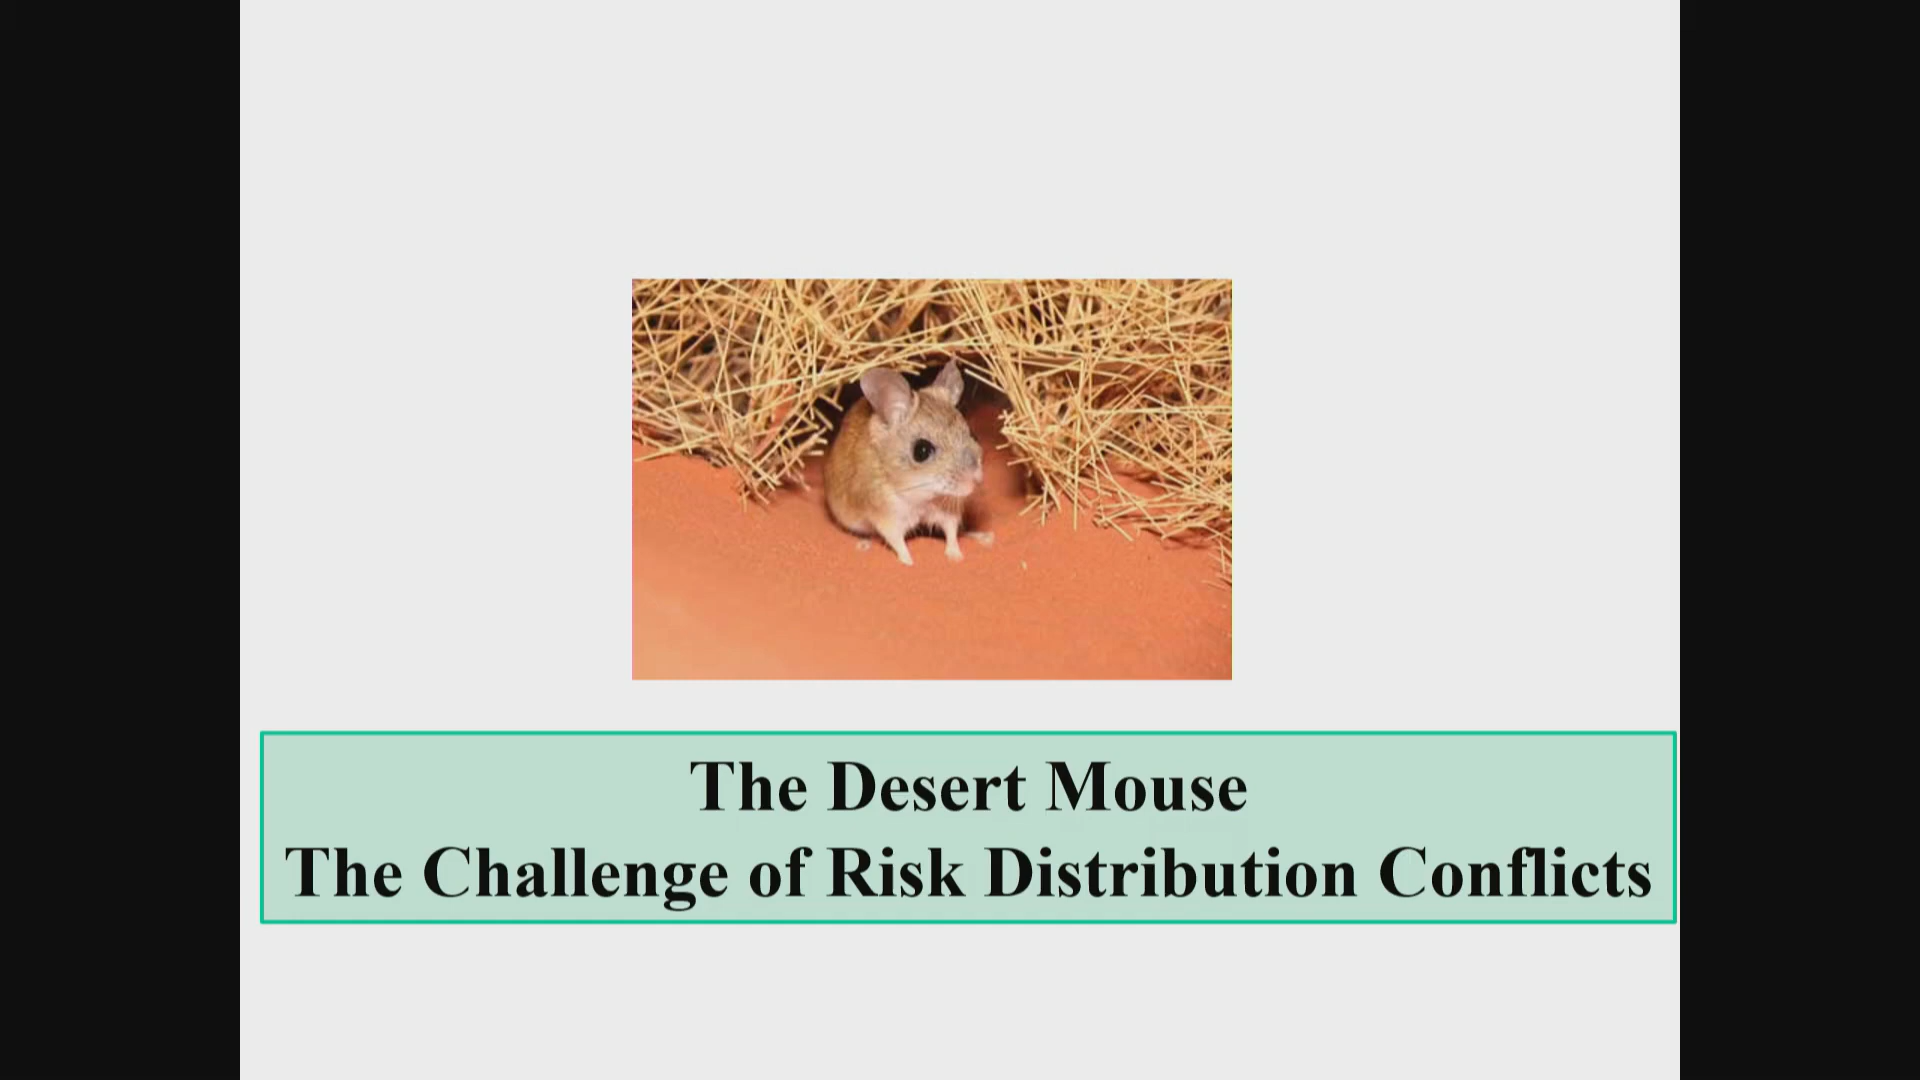 The Desert Mouse
The Challenge of Risk Distribution Conflicts